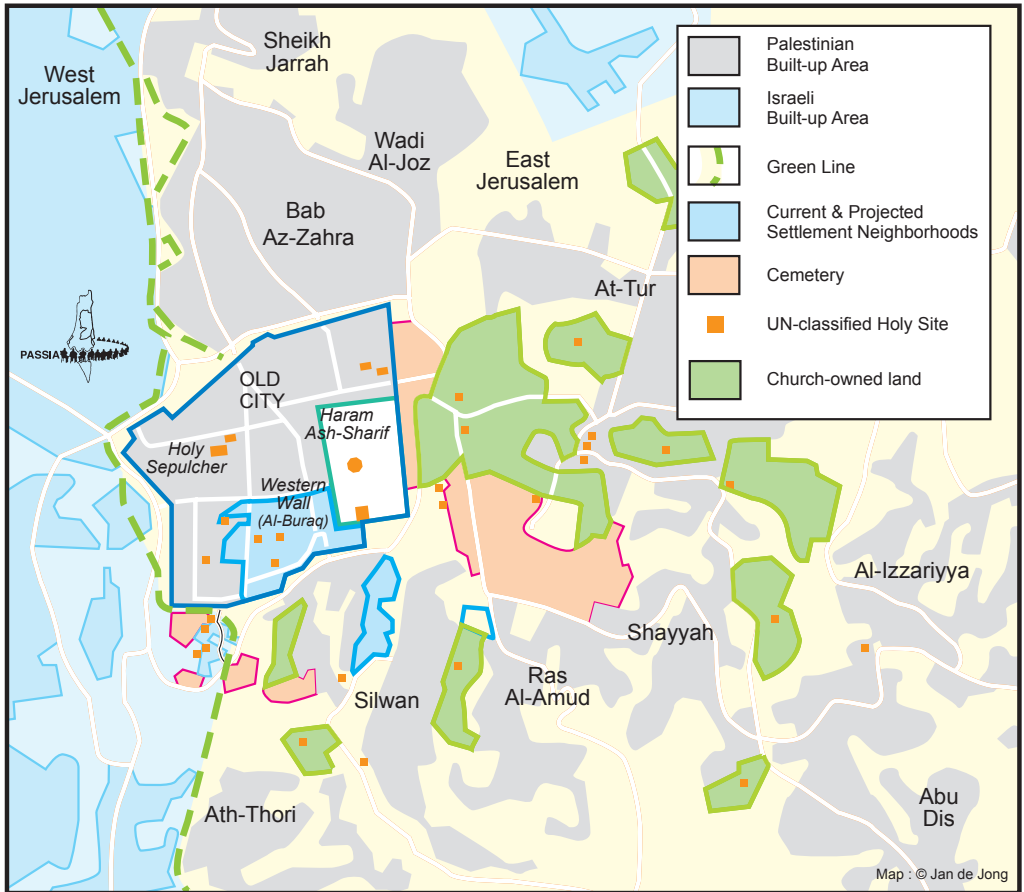 West
Jerusalem
Sheikh
Jarrah
Wadi
Al-Joz
East
Jerusalem
Bab
Az-Zahra
At-Tur
PASSIA
OLD
CITY
Haram
Ash-Sharif
Holy
Sepulcher
Western
Wall
(Al-Buraq)
Al-Izzariyya
Shayyah
Ras
Al-Amud
Silwan
Ath-Thori
Abu
Dis
Palestinian
Built-up Area
Israeli
Built-up Area
Green Line
Current & Projected
Settlement Neighborhoods
Cemetery
UN-classified Holy Site
Church-owned land
Map : © Jan de Jong